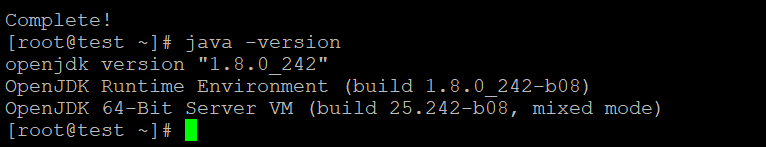 Complete!
[root@test ~]# java -version
openjdk version "1.8.0_242"
OpenJDK Runtime Environment (build 1.8.0_242-b08)
OpenJDK 64-Bit Server VM (build 25.242-b08, mixed mode)
[root@test ~]#